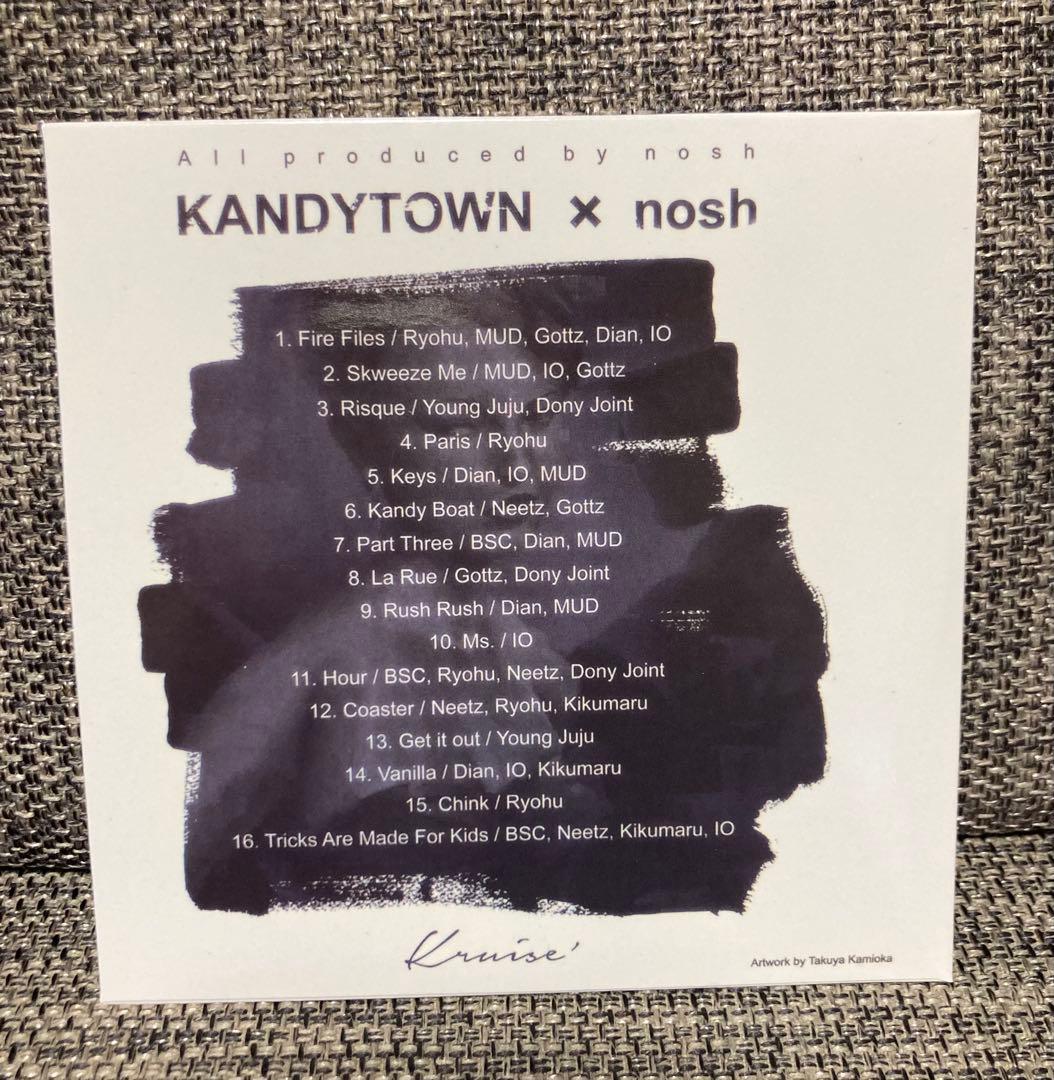 All produced by nosh
KANDYTOWN × nosh
1. Fire Files / Ryohu, MUD, Gottz, Dian, IO
2. Skweeze Me / MUD, IO, Gottz
3. Risque / Young Juju, Dony Joint
4. Paris / Ryohu
5. Keys / Dian, IO, MUD
6. Kandy Boat / Neetz, Gottz
7. Part Three / BSC, Dian, MUD
8. La Rue / Gottz, Dony Joint
9. Rush Rush / Dian, MUD
10. Ms. / IO
11. Hour / BSC, Ryohu, Neetz, Dony Joint
12. Coaster / Neetz, Ryohu, Kikumaru
13. Get it out / Young Juju
14. Vanilla / Dian, IO, Kikumaru
15. Chink / Ryohu
16. Tricks Are Made For Kids / BSC, Neetz, Kikumaru, IO
Kruise'
Artwork by Takuya Kamioka